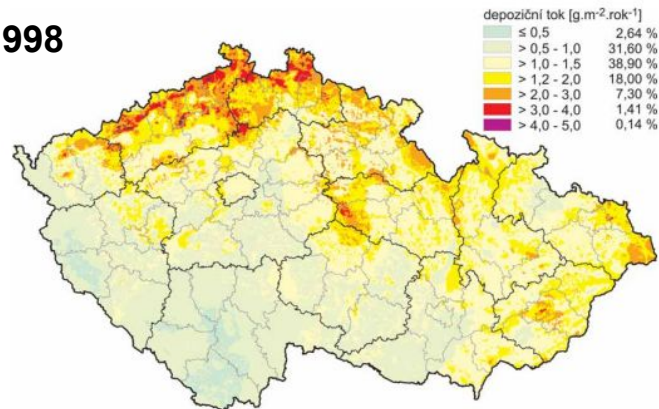 998
depoziční tok [g.m-2.rok-1]
≤ 0,5 2,64 %
> 0,5 - 1,0 31,60 %
> 1,0 - 1,5 38,90 %
> 1,2 - 2,0 18,00 %
> 2,0 - 3,0 7,30 %
> 3,0 - 4,0 1,41 %
> 4,0 - 5,0 0,14 %